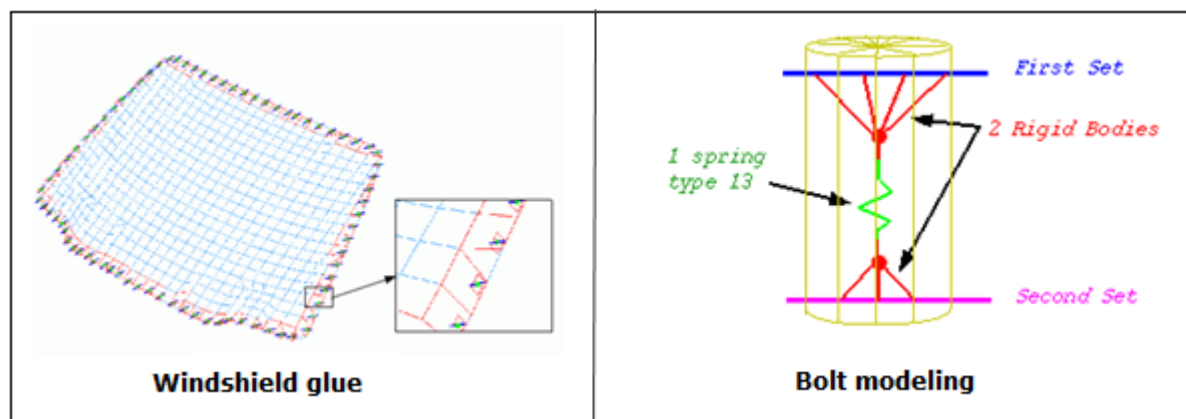 Windshield glue
First Set
2 Rigid Bodies
1 spring
type 13
Second Set
Bolt modeling